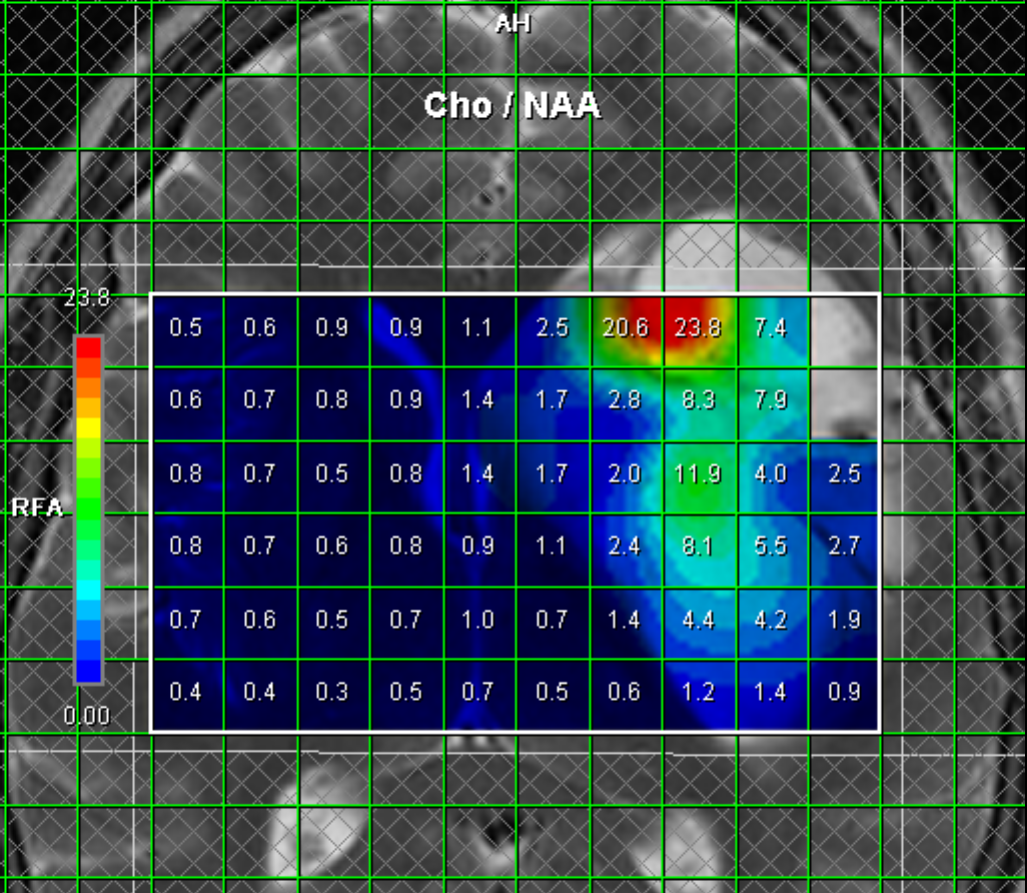 AH
Cho / NAA
23.8
0.5 0.6 0.9 0.9 1.1 2.5 20.6 23.8 7.4
0.6 0.7 0.8 0.9 1.4 1.7 2.8 8.3 7.9
0.8 0.7 0.5 0.8 1.4 1.7 2.0 11.9 4.0 2.5
RFA
0.8 0.7 0.6 0.8 0.9 1.1 2.4 8.1 5.5 2.7
0.7 0.6 0.5 0.7 1.0 0.7 1.4 4.4 4.2 1.9
0.4 0.4 0.3 0.5 0.7 0.5 0.6 1.2 1.4 0.9
0.00